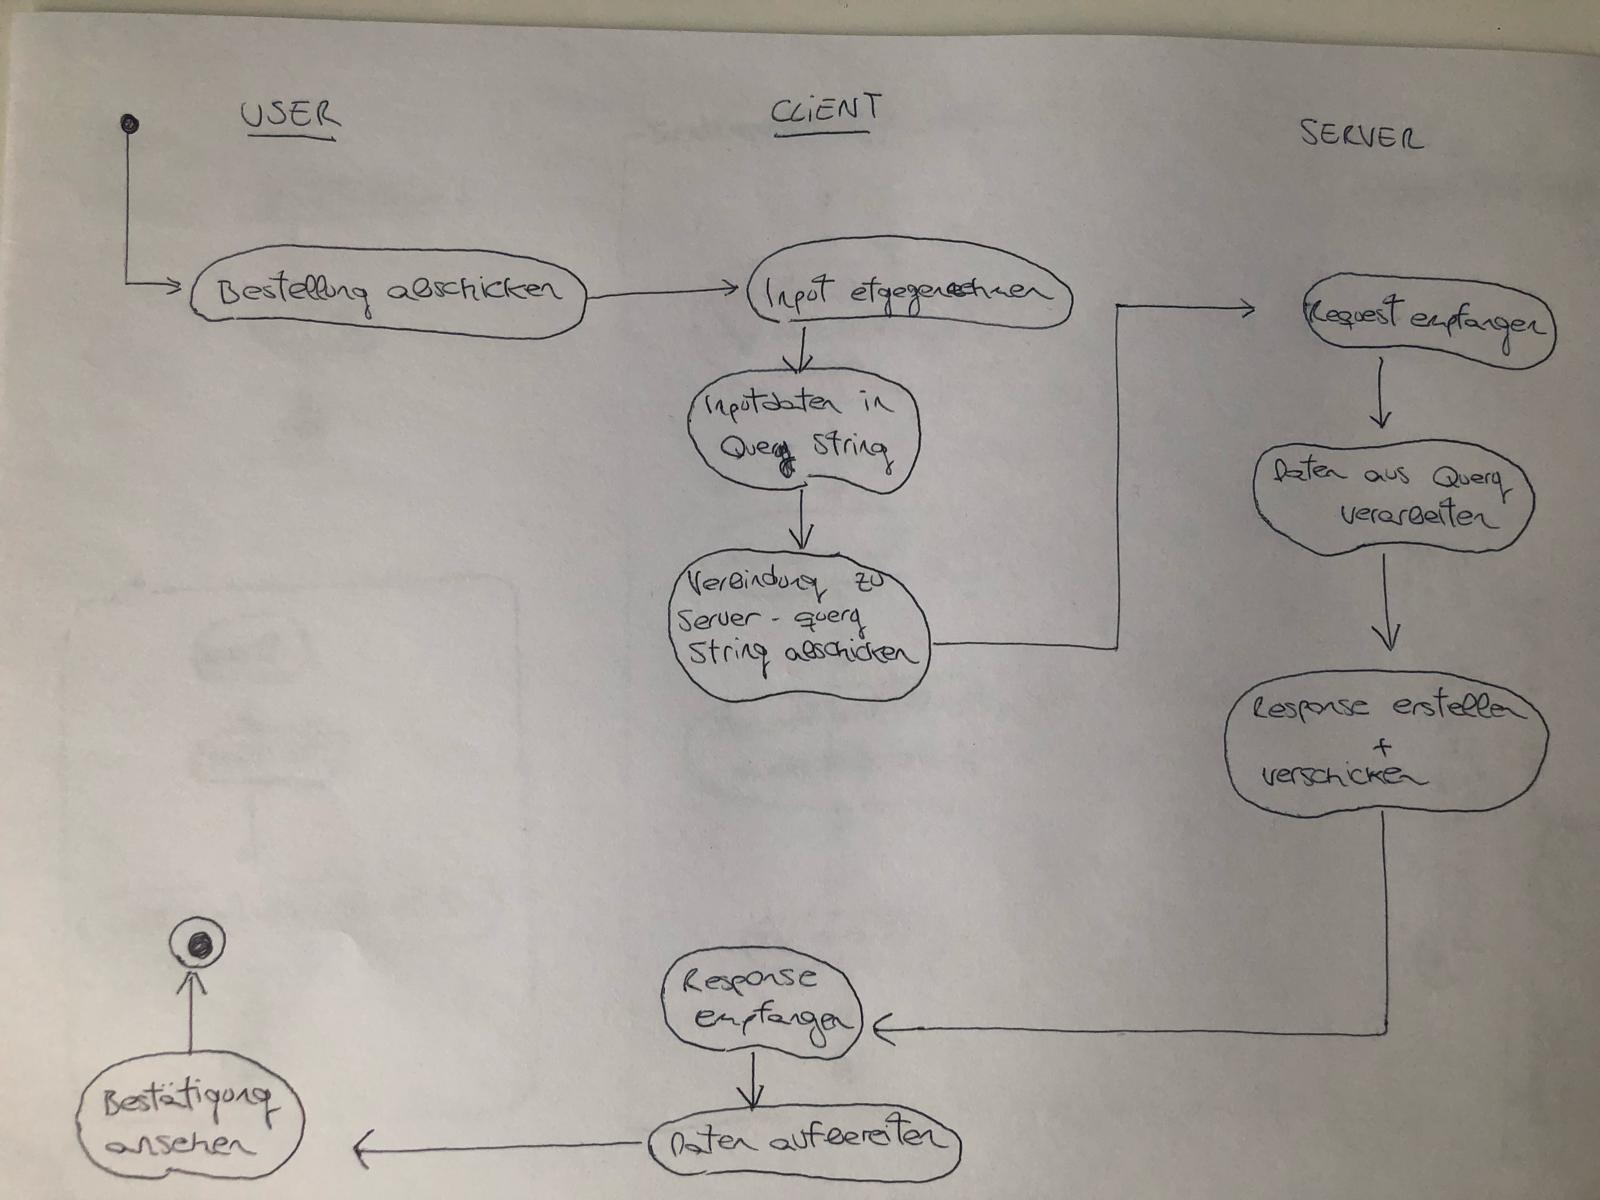 USER
CLIENT
SERVER
Bestellung abschicken
Input etgegennehmen
Request empfangen
Inputdaten in
Query String
Daten aus Query
verarbeiten
Verbindung zu
Server - query
String abschicken
Response erstellen
+
verschicken
Response
empfangen
Daten aufbereiten
Bestätigung
ansehen